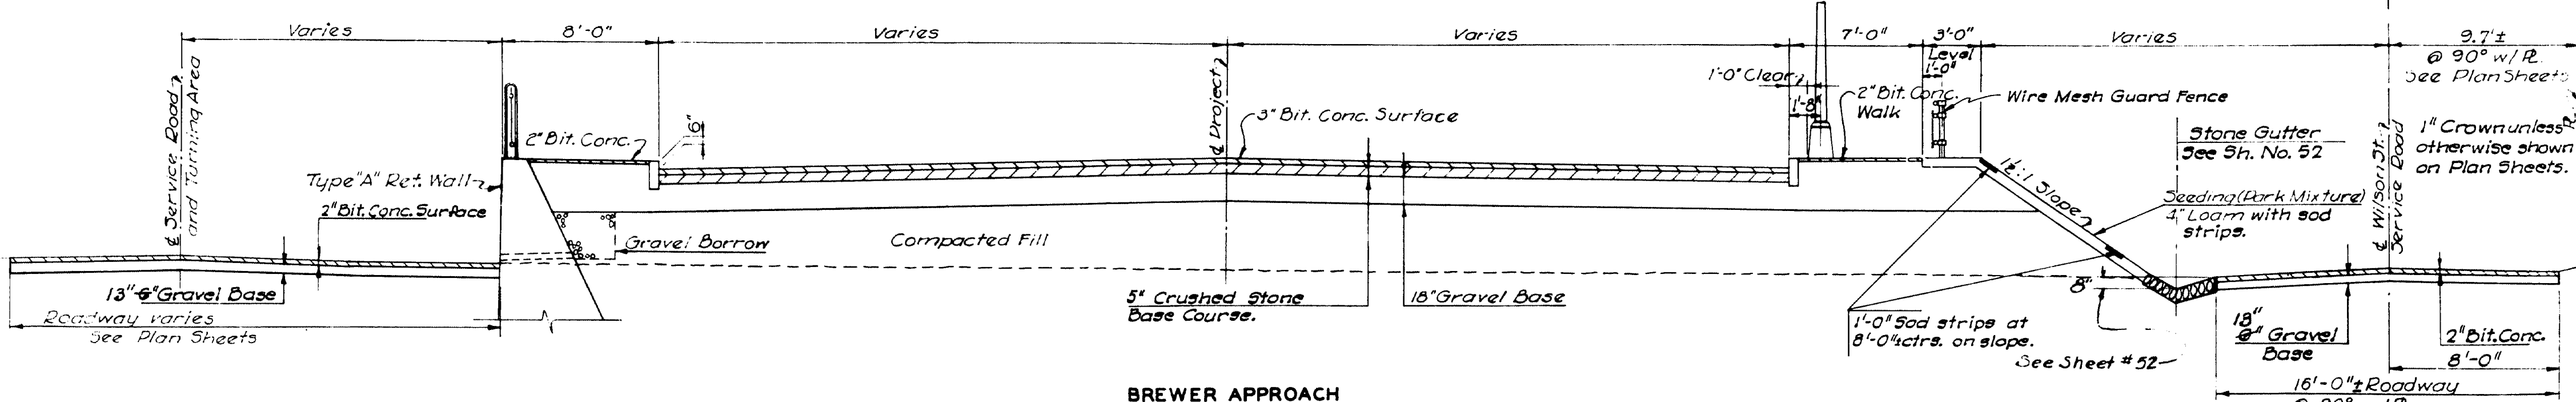 Varies
8'-0"
Varies
Varies
7'-0"
3'-0"
Level
1'-0"
Varies
9.7'±
@ 90° w/ ℄
See Plan Sheets
℄ Service Road
and Turning Area
2" Bit. Conc.
6"
℄ Project
3" Bit. Conc. Surface
1'-0" Clear
1'-8"
2" Bit. Conc.
Walk
Wire Mesh Guard Fence
Stone Gutter
See Sh. No. 52
℄ Wilson St.
Service Road
1" Crown unless
otherwise shown
on Plan Sheets.
Type "A" Ret. Wall
2" Bit. Conc. Surface
1½:1 Slope
Seeding (Park Mixture)
4" Loam with sod
strips.
Gravel Borrow
Compacted Fill
13" 6" Gravel Base
Roadway varies
See Plan Sheets
5" Crushed Stone
Base Course.
18" Gravel Base
8"
1'-0" Sod strips at
8'-0"± ctrs. on slope.
See Sheet #52
13"
6" Gravel
Base
2" Bit. Conc.
8'-0"
16'-0"± Roadway
BREWER APPROACH